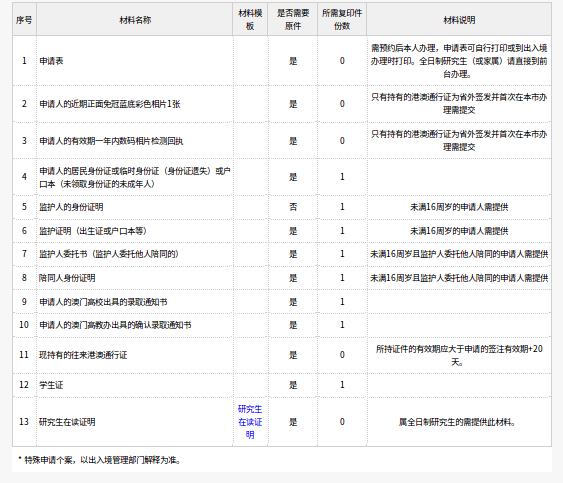 序号 材料名称 材料模板 是否需要原件 所需复印件份数 材料说明
1 申请表 是 0 需预约后本人办理，申请表可自行打印或到出入境
办理时打印。全日制研究生（或家属）请直接到前
台办理。
2 申请人的近期正面免冠蓝底彩色相片1张 是 0 只有持有的港澳通行证为省外签发并首次在本市办
理需提交
3 申请人的有效期一年内数码相片检测回执 是 0 只有持有的港澳通行证为省外签发并首次在本市办
理需提交
4 申请人的居民身份证或临时身份证（身份证遗失）或户
口本（未领取身份证的未成年人） 是 1
5 监护人的身份证明 否 1 未满16周岁的申请人需提供
6 监护证明（出生证或户口本等） 是 1 未满16周岁的申请人需提供
7 监护人委托书（监护人委托他人陪同的） 是 1 未满16周岁且监护人委托他人陪同的申请人需提供
8 陪同人身份证明 是 1 未满16周岁且监护人委托他人陪同的申请人需提供
9 申请人的澳门高校出具的录取通知书 是 1
10 申请人的澳门高教办出具的确认录取通知书 是 1
11 现持有的往来港澳通行证 是 0 所持证件的有效期应大于申请的签注有效期+20
天。
12 学生证 是 1
13 研究生在读证明 研究生
在读证
明 是 0 属全日制研究生的需提供此材料。
* 特殊申请个案，以出入境管理部门解释为准。